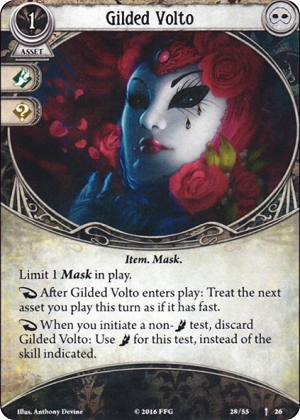 Gilded Volto
1
ASSET
Item. Mask.
Limit 1 Mask in play.
After Gilded Volto enters play: Treat the next
asset you play this turn as if it has fast.
When you initiate a non- test, discard
Gilded Volto: Use for this test, instead of the
skill indicated.
Illus. Anthony Devine
© 2016 FFG
28/55
26